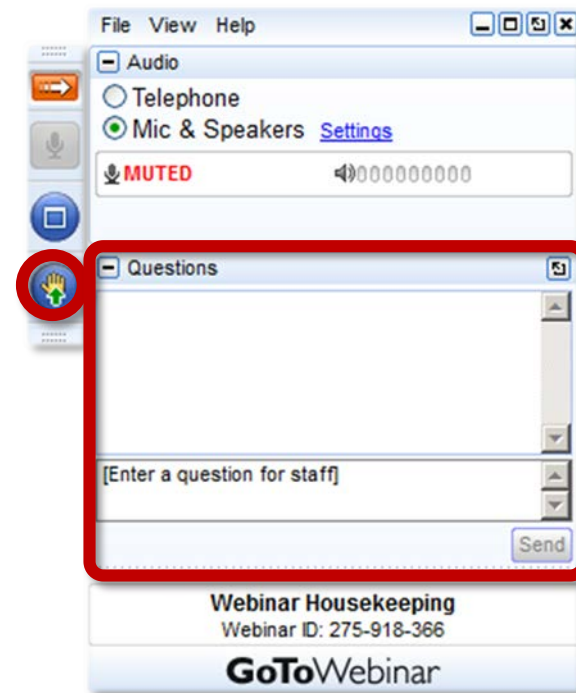 File View Help
Audio
Telephone
Mic & Speakers Settings
MUTED 000000000
Questions
[Enter a question for staff]
Send
Webinar Housekeeping
Webinar ID: 275-918-366
GoToWebinar